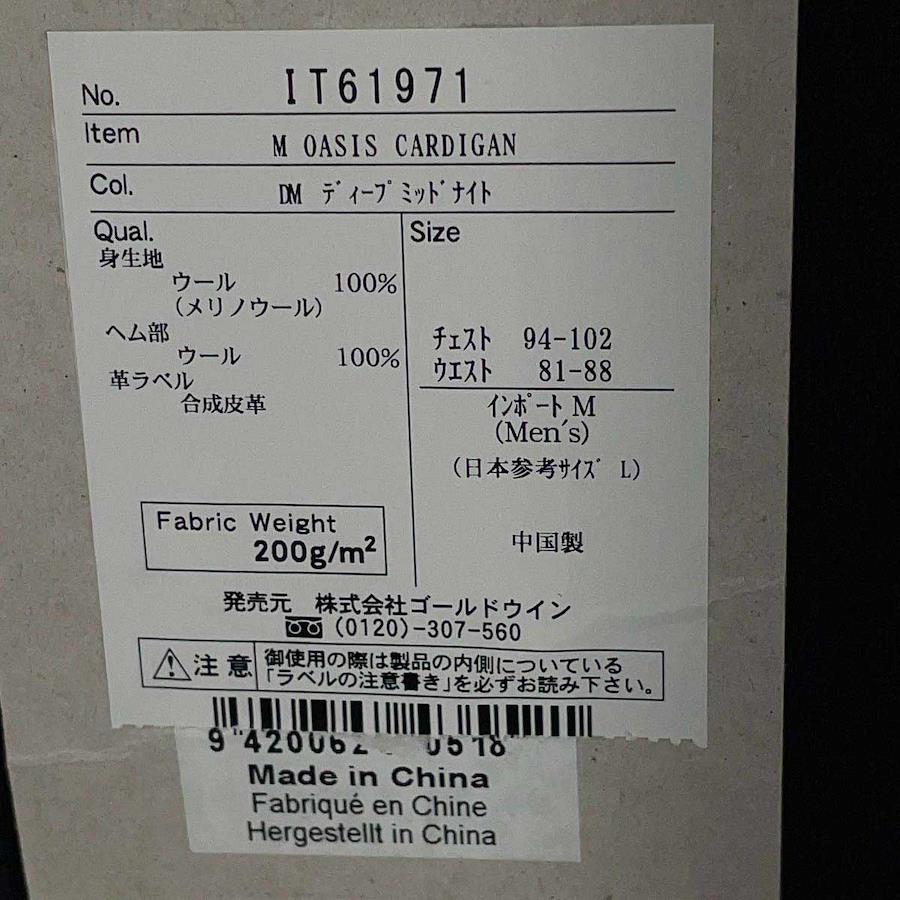 No. IT61971
Item
M OASIS CARDIGAN
Col.
DM ディープミッドナイト
Qual.
身生地
ウール 100%
(メリノウール)
ヘム部
ウール 100%
革ラベル
合成皮革
Fabric Weight
200g/m²
Size
チェスト 94-102
ウエスト 81-88
インポートM
(Men's)
(日本参考サイズ L)
中国製
発売元 株式会社ゴールドウイン
(0120)-307-560
注意
御使用の際は製品の内側についている
「ラベルの注意書き」を必ずお読み下さい。
Made in China
Fabriqué en Chine
Hergestellt in China